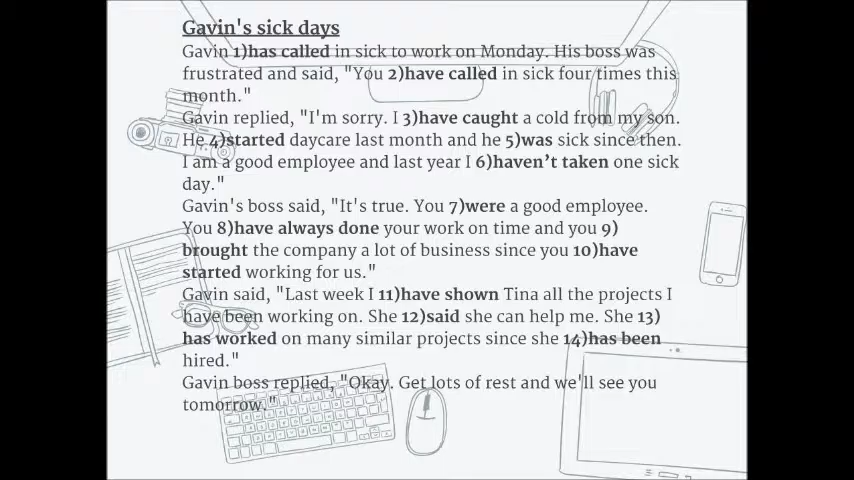 Gavin's sick days
Gavin 1)has called in sick to work on Monday. His boss was
frustrated and said, "You 2)have called in sick four times this
month."
Gavin replied, "I'm sorry. I 3)have caught a cold from my son.
He 4)started daycare last month and he 5)was sick since then.
I am a good employee and last year I 6)haven’t taken one sick
day."
Gavin's boss said, "It's true. You 7)were a good employee.
You 8)have always done your work on time and you 9)
brought the company a lot of business since you 10)have
started working for us."
Gavin said, "Last week I 11)have shown Tina all the projects I
have been working on. She 12)said she can help me. She 13)
has worked on many similar projects since she 14)has been
hired."
Gavin boss replied, "Okay. Get lots of rest and we'll see you
tomorrow."